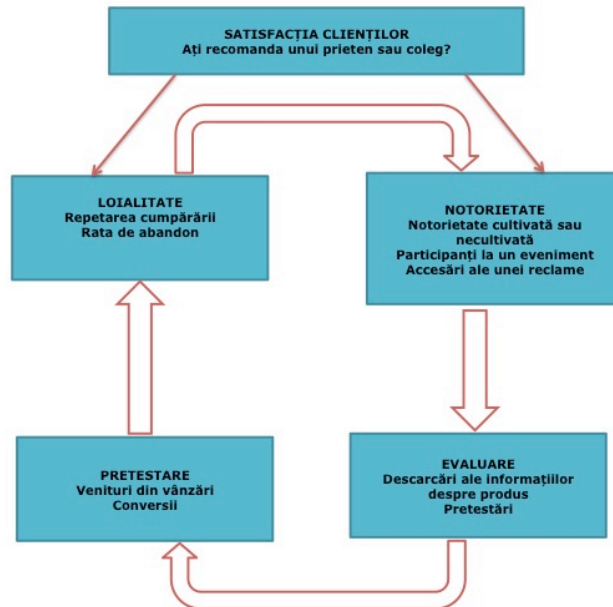 SATISFACȚIA CLIENȚILOR
Ați recomanda unui prieten sau coleg?
LOIALITATE
Repetarea cumpărării
Rata de abandon
NOTORIETATE
Notorietate cultivată sau
necultivată
Participanți la un eveniment
Accesări ale unei reclame
PRETESTARE
Venituri din vânzări
Conversii
EVALUARE
Descarcări ale informațiilor
despre produs
Pretestări